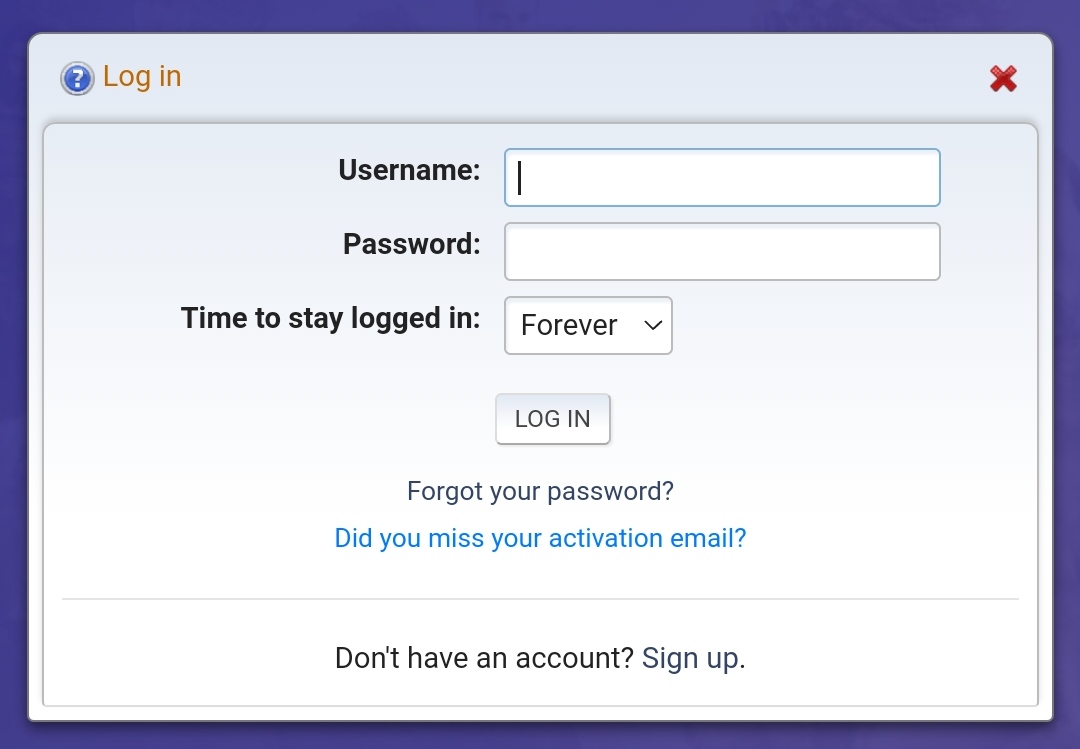 Log in
Username:
Password:
Time to stay logged in: Forever
LOG IN
Forgot your password?
Did you miss your activation email?
Don't have an account? Sign up.